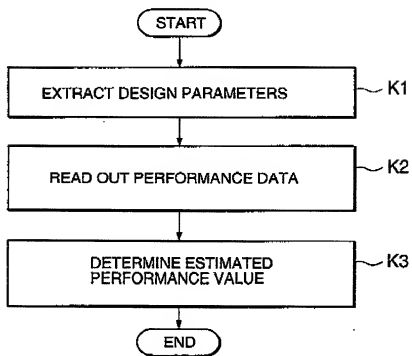 START
EXTRACT DESIGN PARAMETERS
K1
READ OUT PERFORMANCE DATA
K2
DETERMINE ESTIMATED
PERFORMANCE VALUE
K3
END